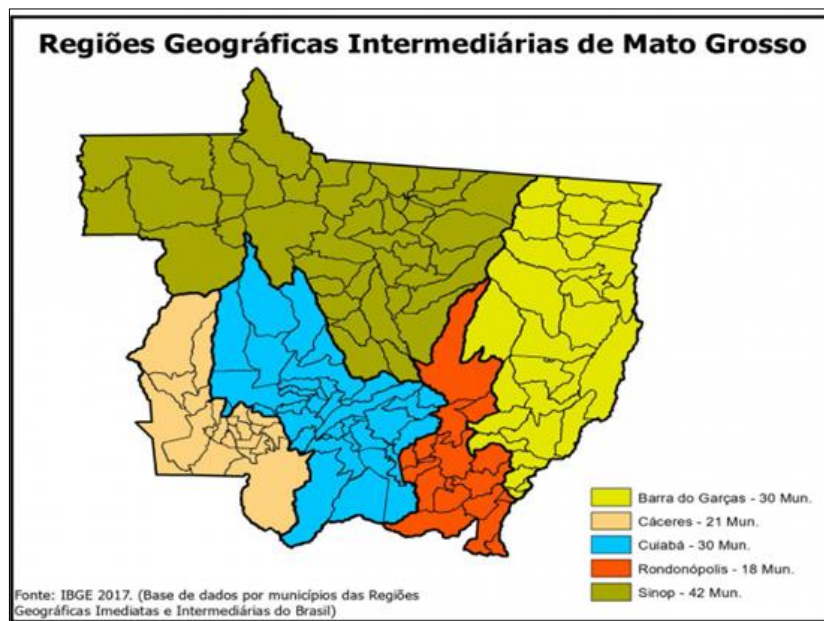 Regiões Geográficas Intermediárias de Mato Grosso
Barra do Garças - 30 Mun.
Cáceres - 21 Mun.
Cuiabá - 30 Mun.
Rondonópolis - 18 Mun.
Sinop - 42 Mun.
Fonte: IBGE 2017. (Base de dados por municípios das Regiões
Geográficas Imediatas e Intermediárias do Brasil)